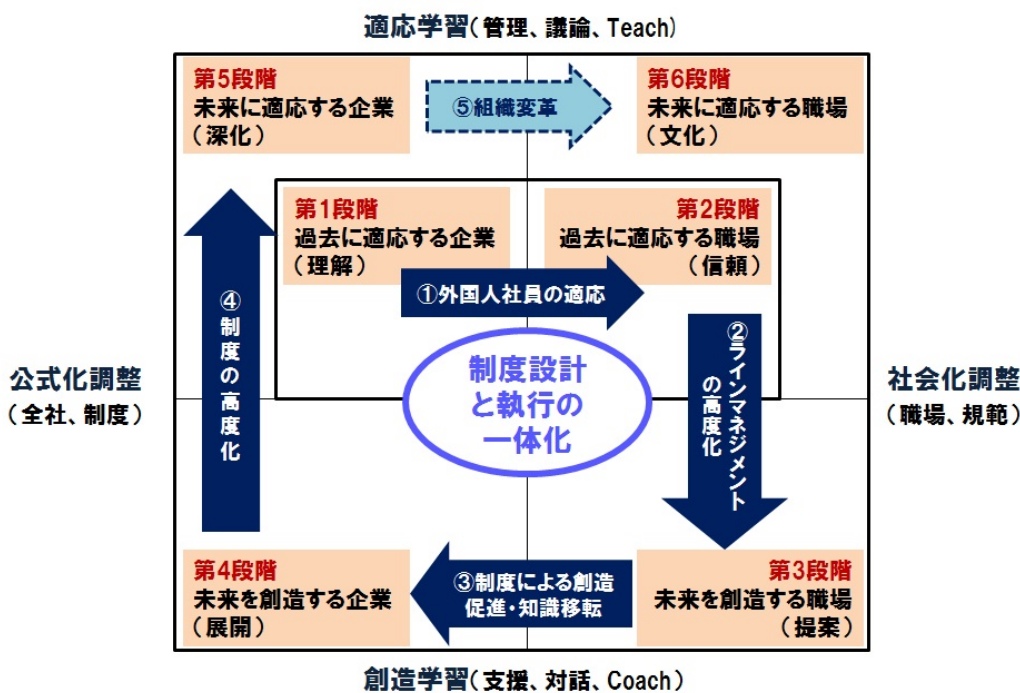 適応学習(管理、議論、Teach)
第5段階
未来に適応する企業
(深化)
⑤組織変革
第6段階
未来に適応する職場
(文化)
第1段階
過去に適応する企業
(理解)
第2段階
過去に適応する職場
(信頼)
①外国人社員の適応
④制度の高度化
②ラインマネジメント
の高度化
公式化調整
(全社、制度)
制度設計
と執行の
一体化
社会化調整
(職場、規範)
第4段階
未来を創造する企業
(展開)
③制度による創造
促進・知識移転
第3段階
未来を創造する職場
(提案)
創造学習(支援、対話、Coach)